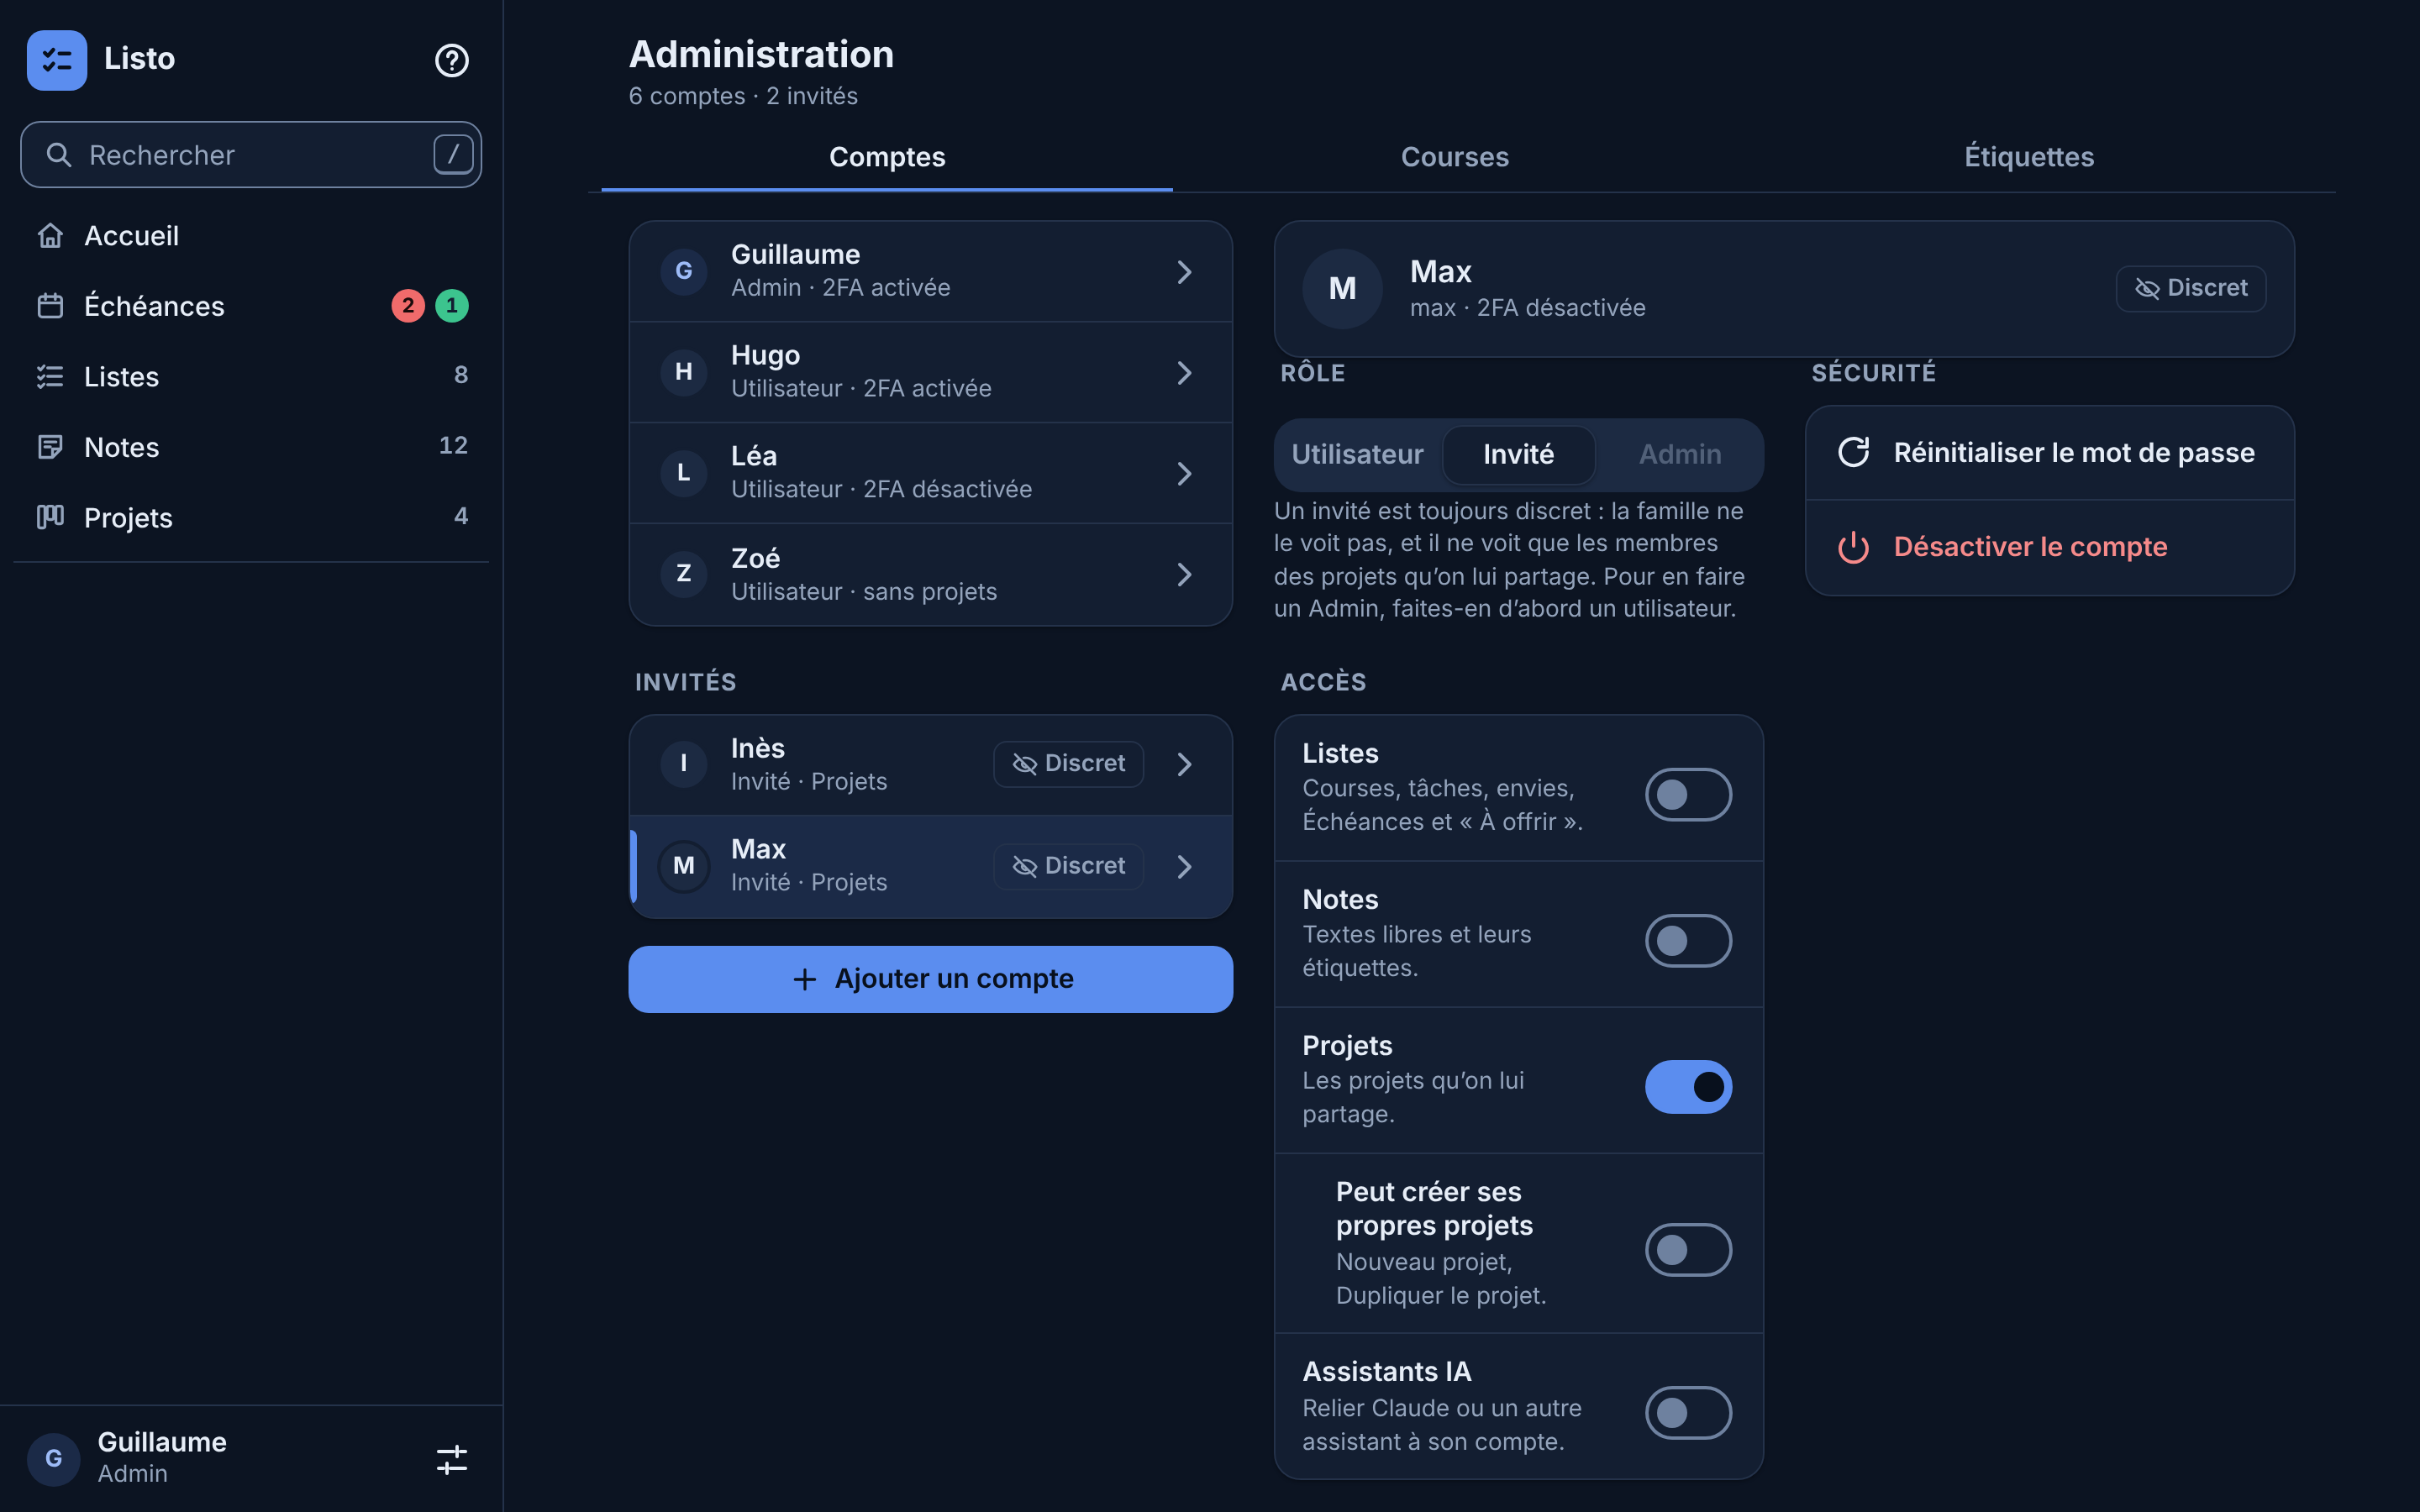 Listo
Rechercher
/
Accueil
Échéances
2
1
Listes
8
Notes
12
Projets
4
G
Guillaume
Admin
Administration
6 comptes · 2 invités
Comptes
Courses
Étiquettes
G
Guillaume
Admin · 2FA activée
H
Hugo
Utilisateur · 2FA activée
L
Léa
Utilisateur · 2FA désactivée
Z
Zoé
Utilisateur · sans projets
INVITÉS
I
Inès
Invité · Projets
Discret
M
Max
Invité · Projets
Discret
Ajouter un compte
M
Max
max · 2FA désactivée
Discret
RÔLE
Utilisateur
Invité
Admin
Un invité est toujours discret : la famille ne
le voit pas, et il ne voit que les membres
des projets qu’on lui partage. Pour en faire
un Admin, faites-en d’abord un utilisateur.
SÉCURITÉ
Réinitialiser le mot de passe
Désactiver le compte
ACCÈS
Listes
Courses, tâches, envies,
Échéances et « À offrir ».
Notes
Textes libres et leurs
étiquettes.
Projets
Les projets qu’on lui
partage.
Peut créer ses
propres projets
Nouveau projet,
Dupliquer le projet.
Assistants IA
Relier Claude ou un autre
assistant à son compte.